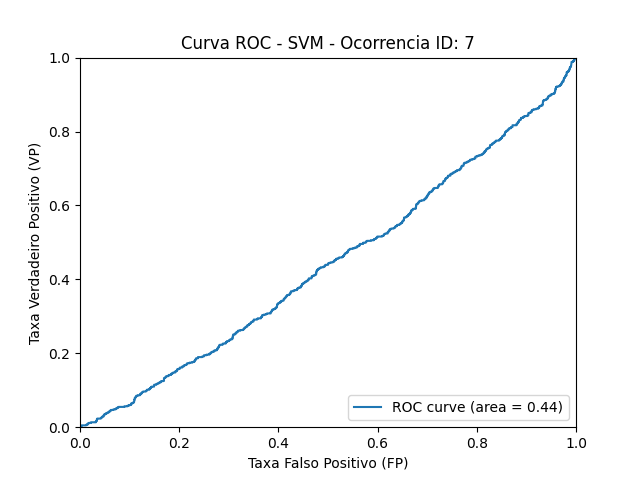 Curva ROC - SVM - Ocorrencia ID: 7
Taxa Verdadeiro Positivo (VP)
1.0
0.8
0.6
0.4
0.2
0.0
0.0 0.2 0.4 0.6 0.8 1.0
Taxa Falso Positivo (FP)
ROC curve (area = 0.44)